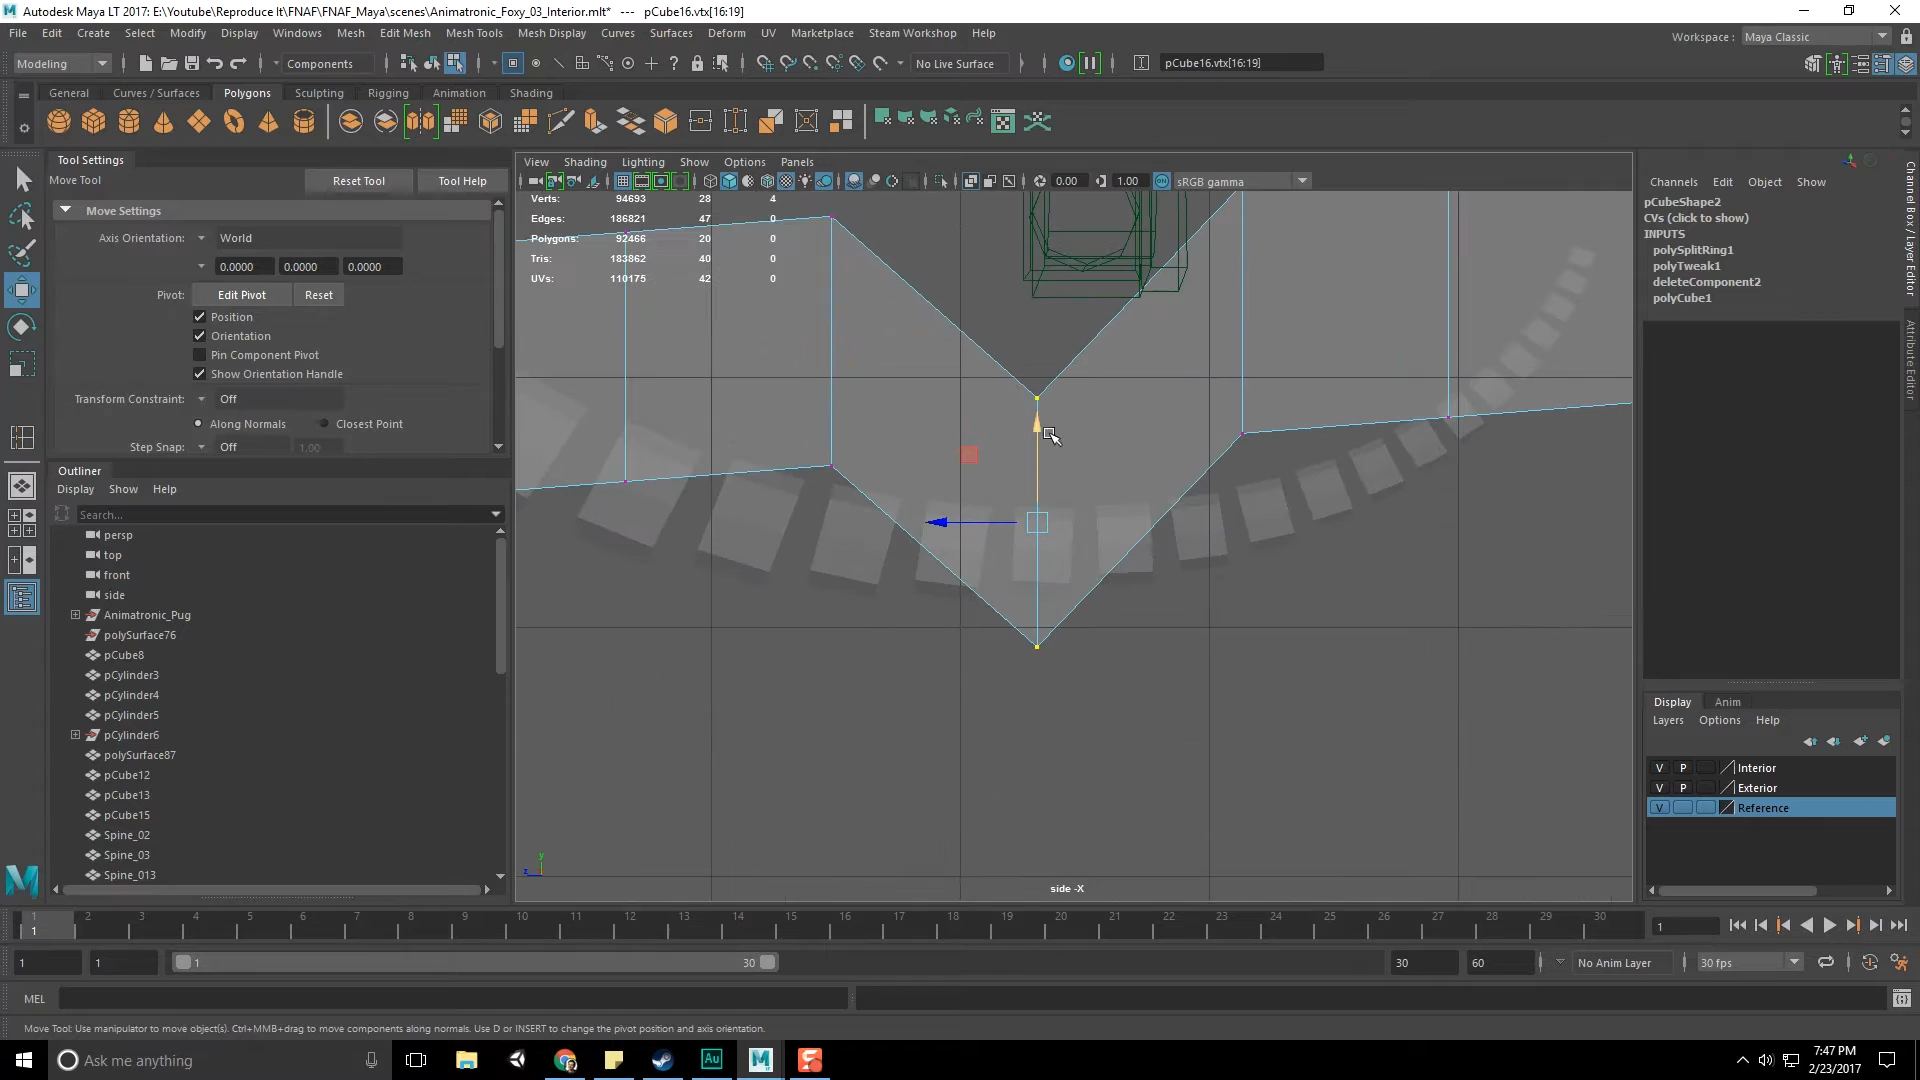 Autodesk Maya LT 2017: E:\Youtube\Reproduce It\FNAF\FNAF_Maya\scenes\Animatronic_Foxy_03_Interior.mlt*   ---   pCube16.vtx[16:19]
File Edit Create Select Modify Display Windows Mesh Edit Mesh Mesh Tools Mesh Display Curves Surfaces Deform UV Marketplace Steam Workshop Help
Workspace : Maya Classic
Modeling Components No Live Surface pCube16.vtx[16:19]
General Curves / Surfaces Polygons Sculpting Rigging Animation Shading
Tool Settings
Move Tool Reset Tool Tool Help
Move Settings
Axis Orientation: World
0.0000 0.0000 0.0000
Pivot: Edit Pivot Reset
Position
Orientation
Pin Component Pivot
Show Orientation Handle
Transform Constraint: Off
Along Normals Closest Point
Step Snap: Off 1.00
Outliner
Display Show Help
Search...
persp
top
front
side
Animatronic_Pug
polySurface76
pCube8
pCylinder3
pCylinder4
pCylinder5
pCylinder6
polySurface87
pCube12
pCube13
pCube15
Spine_02
Spine_03
Spine_013
View Shading Lighting Show Options Panels
0.00 1.00 ON sRGB gamma
Verts: 94693 28 4
Edges: 186821 47 0
Polygons: 92466 20 0
Tris: 183862 40 0
UVs: 110175 42 0
y
z
side -X
Channels Edit Object Show
pCubeShape2
CVs (click to show)
INPUTS
polySplitRing1
polyTweak1
deleteComponent2
polyCube1
Channel Box / Layer Editor
Attribute Editor
Display Anim
Layers Options Help
V P Interior
V P Exterior
V Reference
1 2 3 4 5 6 7 8 9 10 11 12 13 14 15 16 17 18 19 20 21 22 23 24 25 26 27 28 29 30
1 1
1 1 1 30 30 60 No Anim Layer 30 fps
MEL
Move Tool: Use manipulator to move object(s). Ctrl+MMB+drag to move components along normals. Use D or INSERT to change the pivot position and axis orientation.
Ask me anything
Au
7:47 PM
2/23/2017